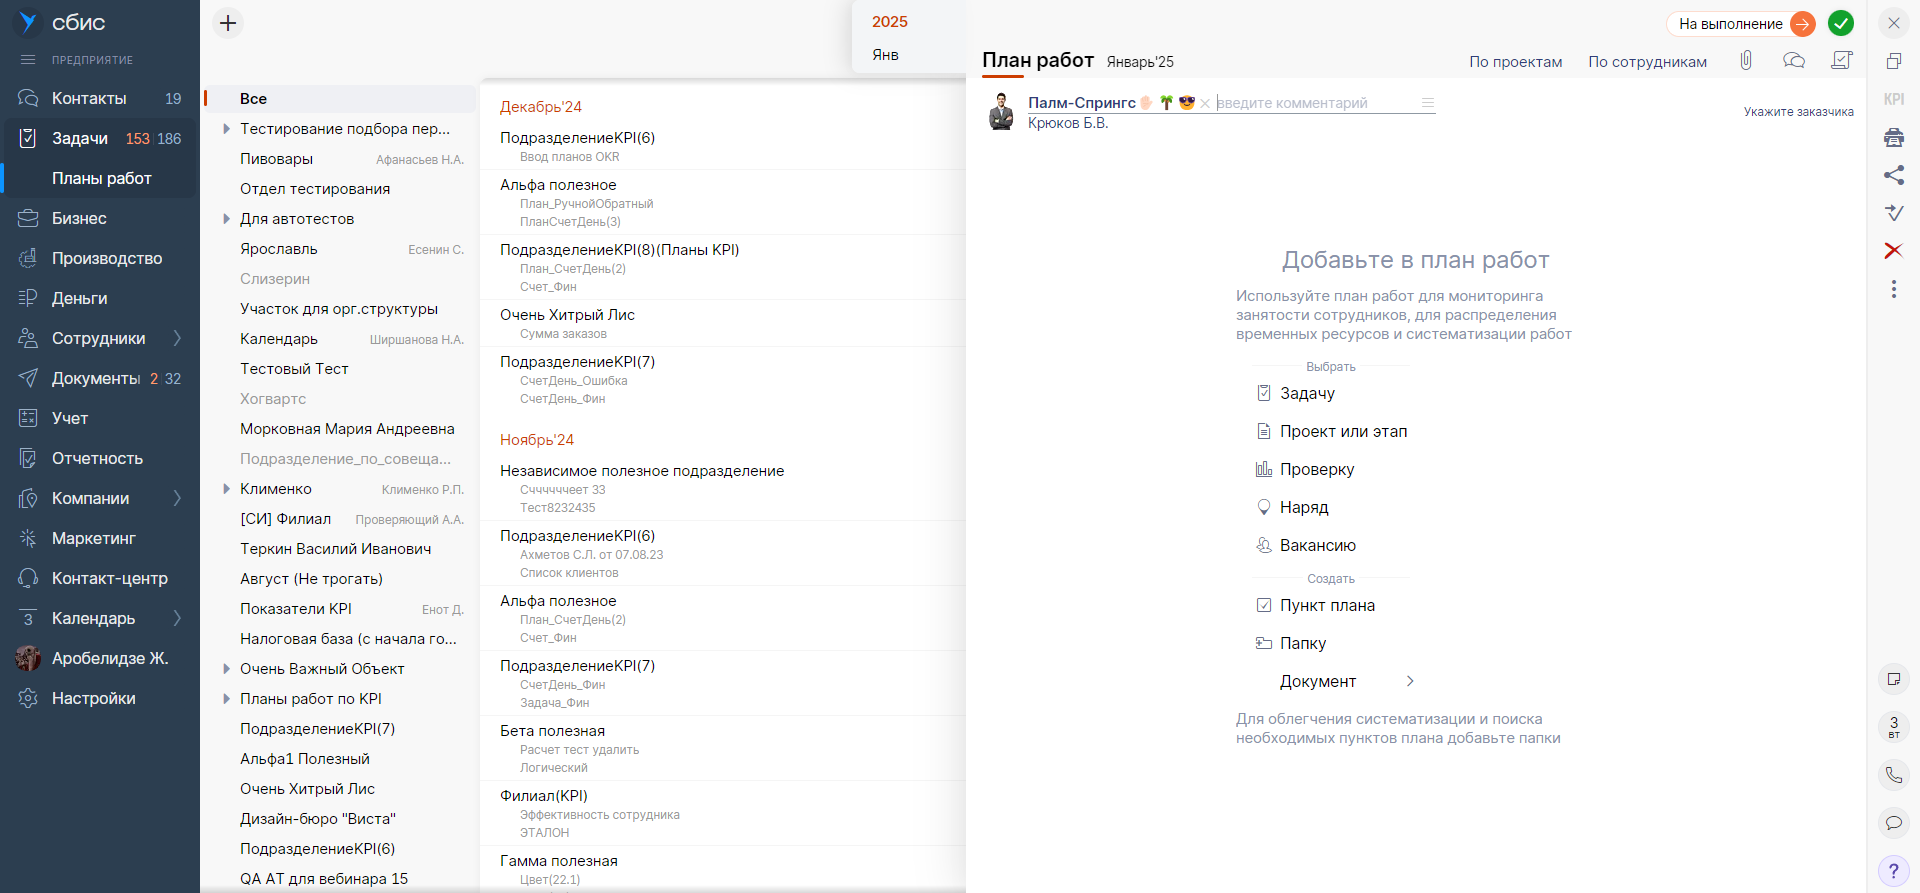 сбис
ПРЕДПРИЯТИЕ
Контакты 19
Задачи 153 186
Планы работ
Бизнес
Производство
Деньги
Сотрудники
Документы 2 32
Учет
Отчетность
Компании
Маркетинг
Контакт-центр
3 Календарь
Аробелидзе Ж.
Настройки
Все
Тестирование подбора пер...
Пивовары Афанасьев Н.А.
Отдел тестирования
Для автотестов
Ярославль Есенин С.
Слизерин
Участок для орг.структуры
Календарь Ширшанова Н.А.
Тестовый Тест
Хогвартс
Морковная Мария Андреевна
Подразделение_по_совеща...
Клименко Клименко Р.П.
[СИ] Филиал Проверяющий А.А.
Теркин Василий Иванович
Август (Не трогать)
Показатели KPI Енот Д.
Налоговая база (с начала го...
Очень Важный Объект
Планы работ по KPI
ПодразделениеKPI(7)
Альфа1 Полезный
Очень Хитрый Лис
Дизайн-бюро "Виста"
ПодразделениеKPI(6)
QA АТ для вебинара 15
2025
Янв
Декабрь'24
ПодразделениеKPI(6)
Ввод планов OKR
Альфа полезное
План_РучнойОбратный
ПланСчетДень(3)
ПодразделениеKPI(8)(Планы KPI)
План_СчетДень(2)
Счет_Фин
Очень Хитрый Лис
Сумма заказов
ПодразделениеKPI(7)
СчетДень_Ошибка
СчетДень_Фин
Ноябрь'24
Независимое полезное подразделение
Сччччччеет 33
Тест8232435
ПодразделениеKPI(6)
Ахметов С.Л. от 07.08.23
Список клиентов
Альфа полезное
План_СчетДень(2)
Счет_Фин
ПодразделениеKPI(7)
СчетДень_Фин
Задача_Фин
Бета полезная
Расчет тест удалить
Логический
Филиал(KPI)
Эффективность сотрудника
ЭТАЛОН
Гамма полезная
Цвет(22.1)
На выполнение
План работ Январь'25
По проектам По сотрудникам
Палм-Спрингс✋🏻 🌴 😎 введите комментарий
Крюков Б.В.
Укажите заказчика
Добавьте в план работ
Используйте план работ для мониторинга
занятости сотрудников, для распределения
временных ресурсов и систематизации работ
Выбрать
Задачу
Проект или этап
Проверку
Наряд
Вакансию
Создать
Пункт плана
Папку
Документ
Для облегчения систематизации и поиска
необходимых пунктов плана добавьте папки
KPI
3
ВТ
?